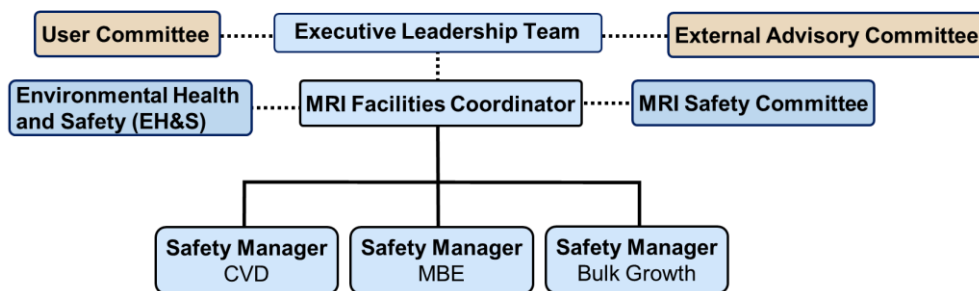 User Committee
Executive Leadership Team
External Advisory Committee
Environmental Health
and Safety (EH&S)
MRI Facilities Coordinator
MRI Safety Committee
Safety Manager
CVD
Safety Manager
MBE
Safety Manager
Bulk Growth